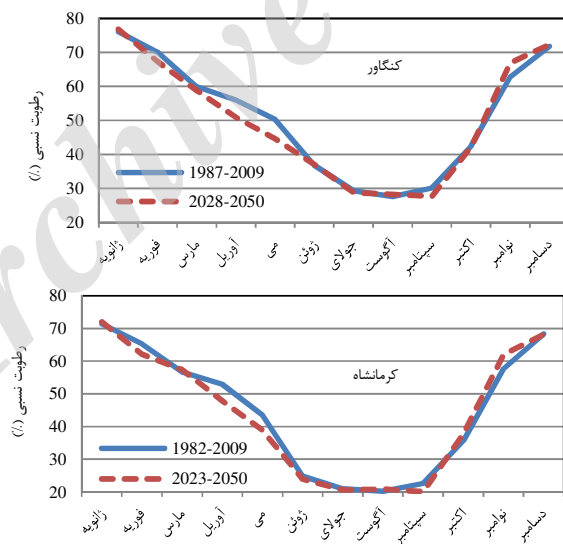 80
70
60
50
40
30
20
رطوبت نسبی (٪)
کنگاور
1987-2009
2028-2050
ژانویه فوریه مارس آوریل می ژوئن جولای آگوست سپتامبر اکتبر نوامبر دسامبر
80
70
60
50
40
30
20
رطوبت نسبی (٪)
کرمانشاه
1982-2009
2023-2050
ژانویه فوریه مارس آوریل می ژوئن جولای آگوست سپتامبر اکتبر نوامبر دسامبر
Archive